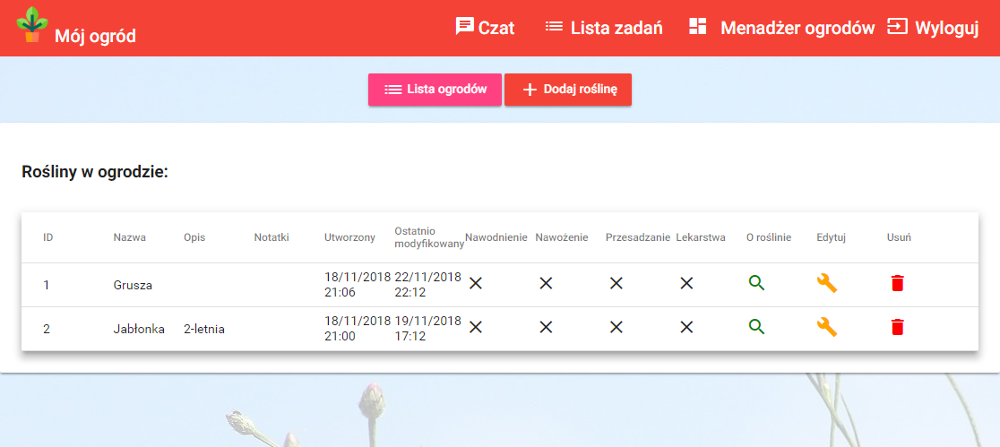 Mój ogród
Czat
Lista zadań
Menadżer ogrodów
Wyloguj
Lista ogrodów
Dodaj roślinę
Rośliny w ogrodzie:
ID Nazwa Opis Notatki Utworzony Ostatnio modyfikowany Nawodnienie Nawożenie Przesadzanie Lekarstwa O roślinie Edytuj Usuń
1 Grusza 18/11/2018 21:06 22/11/2018 22:12
2 Jabłonka 2-letnia 18/11/2018 21:00 19/11/2018 17:12